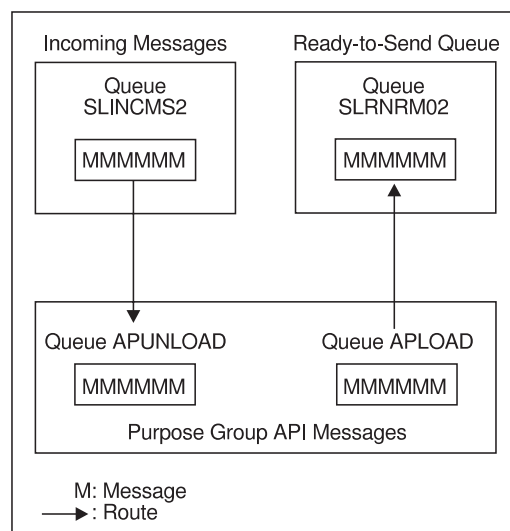 Incoming Messages
Ready-to-Send Queue
Queue
SLINCMS2
MMMMMM
Queue
SLRNRM02
MMMMMM
Queue APUNLOAD
MMMMMM
Queue APLOAD
MMMMMM
Purpose Group API Messages
M: Message
: Route